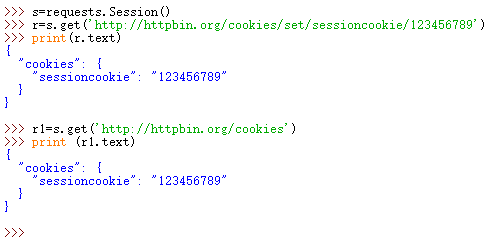 >>> s=requests.Session()
>>> r=s.get('http://httpbin.org/cookies/set/sessioncookie/123456789')
>>> print(r.text)
{
  "cookies": {
    "sessioncookie": "123456789"
  }
}

>>> r1=s.get('http://httpbin.org/cookies')
>>> print (r1.text)
{
  "cookies": {
    "sessioncookie": "123456789"
  }
}

>>>